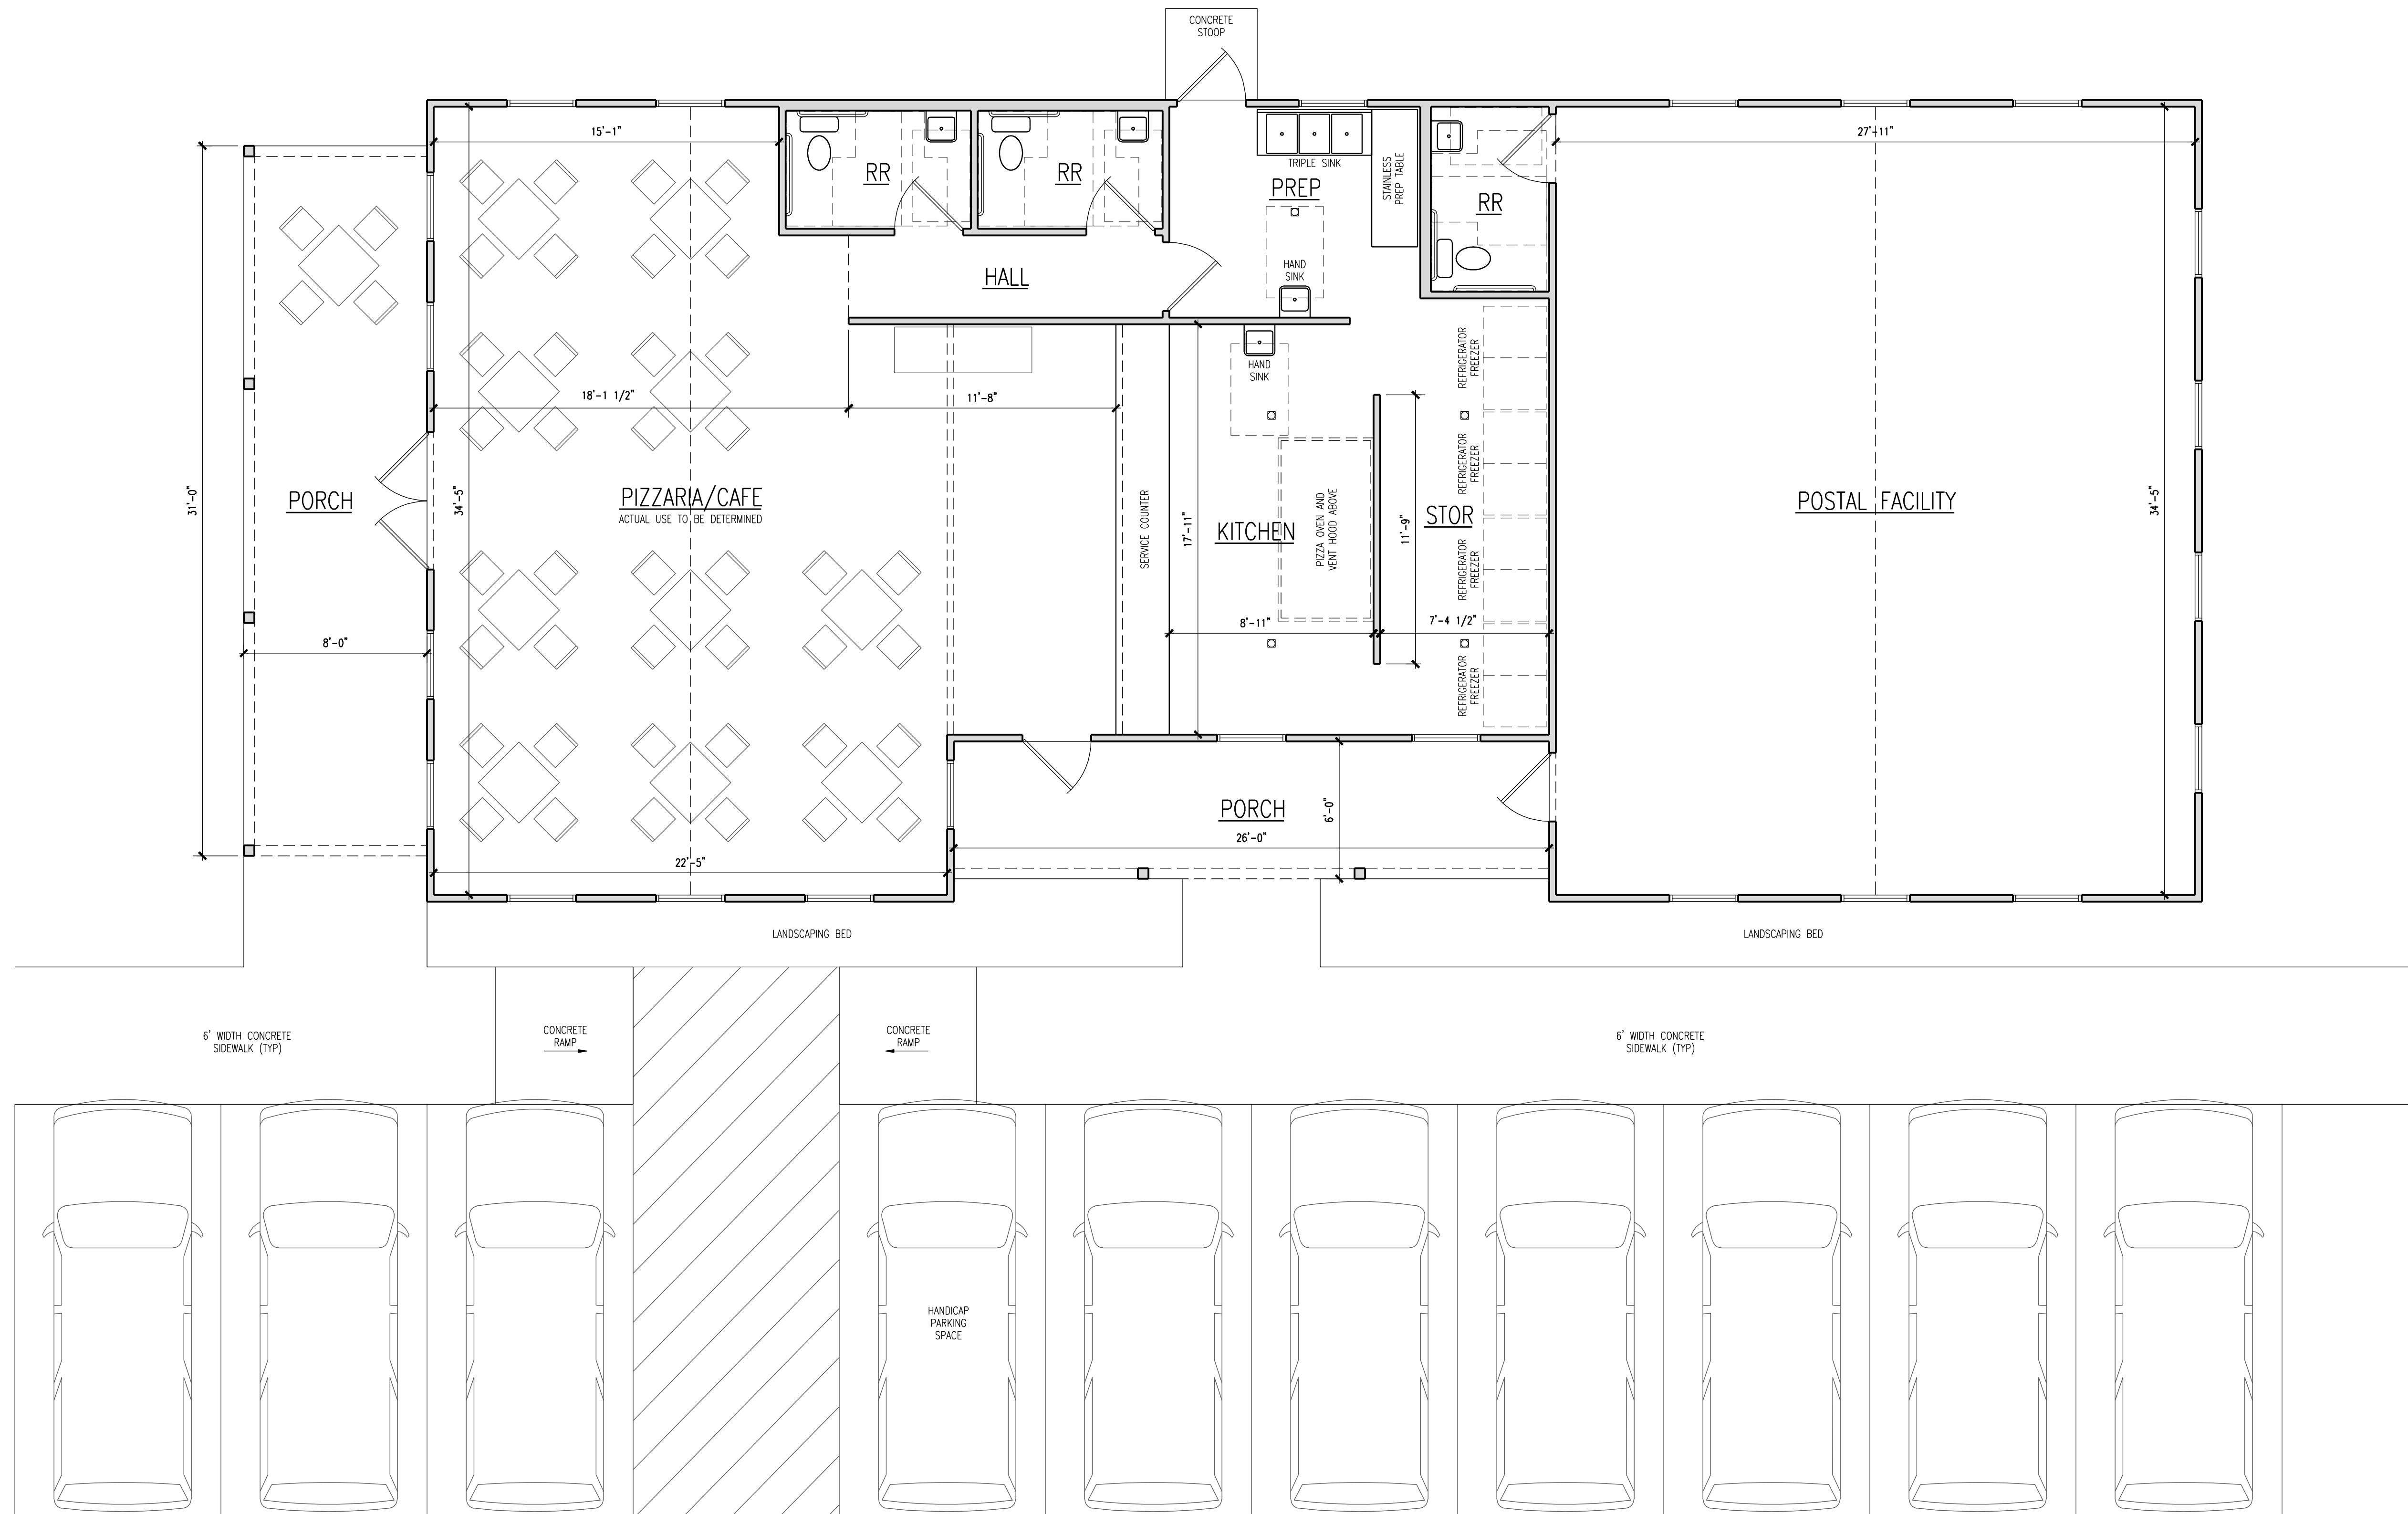 CONCRETE
STOOP
15'-1"
27'-11"
TRIPLE SINK
STAINLESS
PREP TABLE
RR
RR
PREP
RR
HALL
HAND
SINK
HAND
SINK
REFRIGERATOR
FREEZER
18'-1 1/2"
11'-8"
31'-0"
PORCH
34'-5"
PIZZARIA/CAFE
ACTUAL USE TO BE DETERMINED
SERVICE COUNTER
17'-11"
KITCHEN
PIZZA OVEN AND
VENT HOOD ABOVE
11'-9"
STOR
REFRIGERATOR
FREEZER
POSTAL FACILITY
34'-5"
REFRIGERATOR
FREEZER
8'-0"
8'-11"
7'-4 1/2"
REFRIGERATOR
FREEZER
PORCH
6'-0"
26'-0"
22'-5"
LANDSCAPING BED
LANDSCAPING BED
6' WIDTH CONCRETE
SIDEWALK (TYP)
CONCRETE
RAMP
CONCRETE
RAMP
6' WIDTH CONCRETE
SIDEWALK (TYP)
HANDICAP
PARKING
SPACE